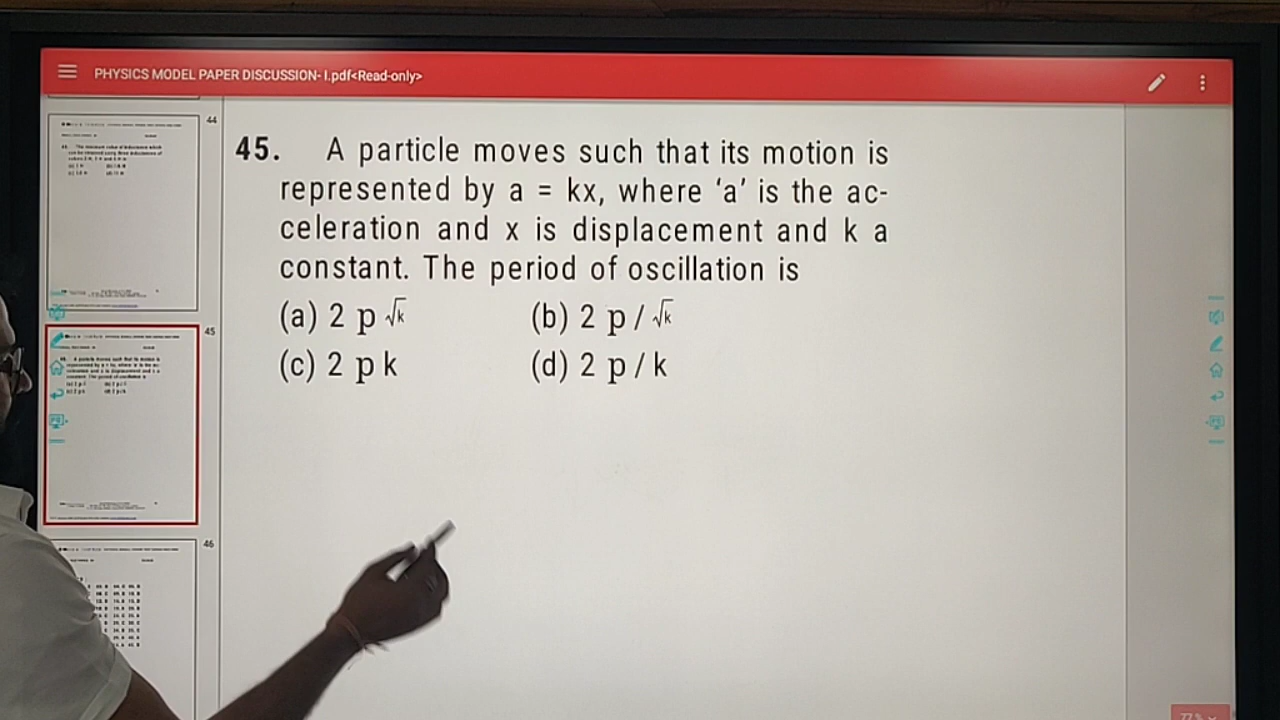 PHYSICS MODEL PAPER DISCUSSION- I.pdf<Read-only>
44
45. A particle moves such that its motion is
represented by a = kx, where ‘a’ is the ac-
celeration and x is displacement and k a
constant. The period of oscillation is
(a) 2 p √k (b) 2 p / √k
(c) 2 p k (d) 2 p / k
45
46